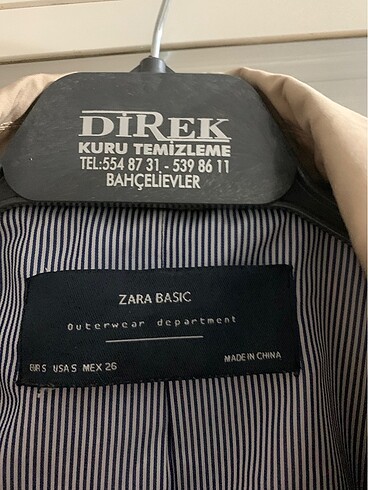 DİREK
KURU TEMİZLEME
TEL:554 87 31 - 539 86 11
BAHÇELİEVLER
ZARA BASIC
Outerwear department
EUR S USA S MEX 26
MADE IN CHINA